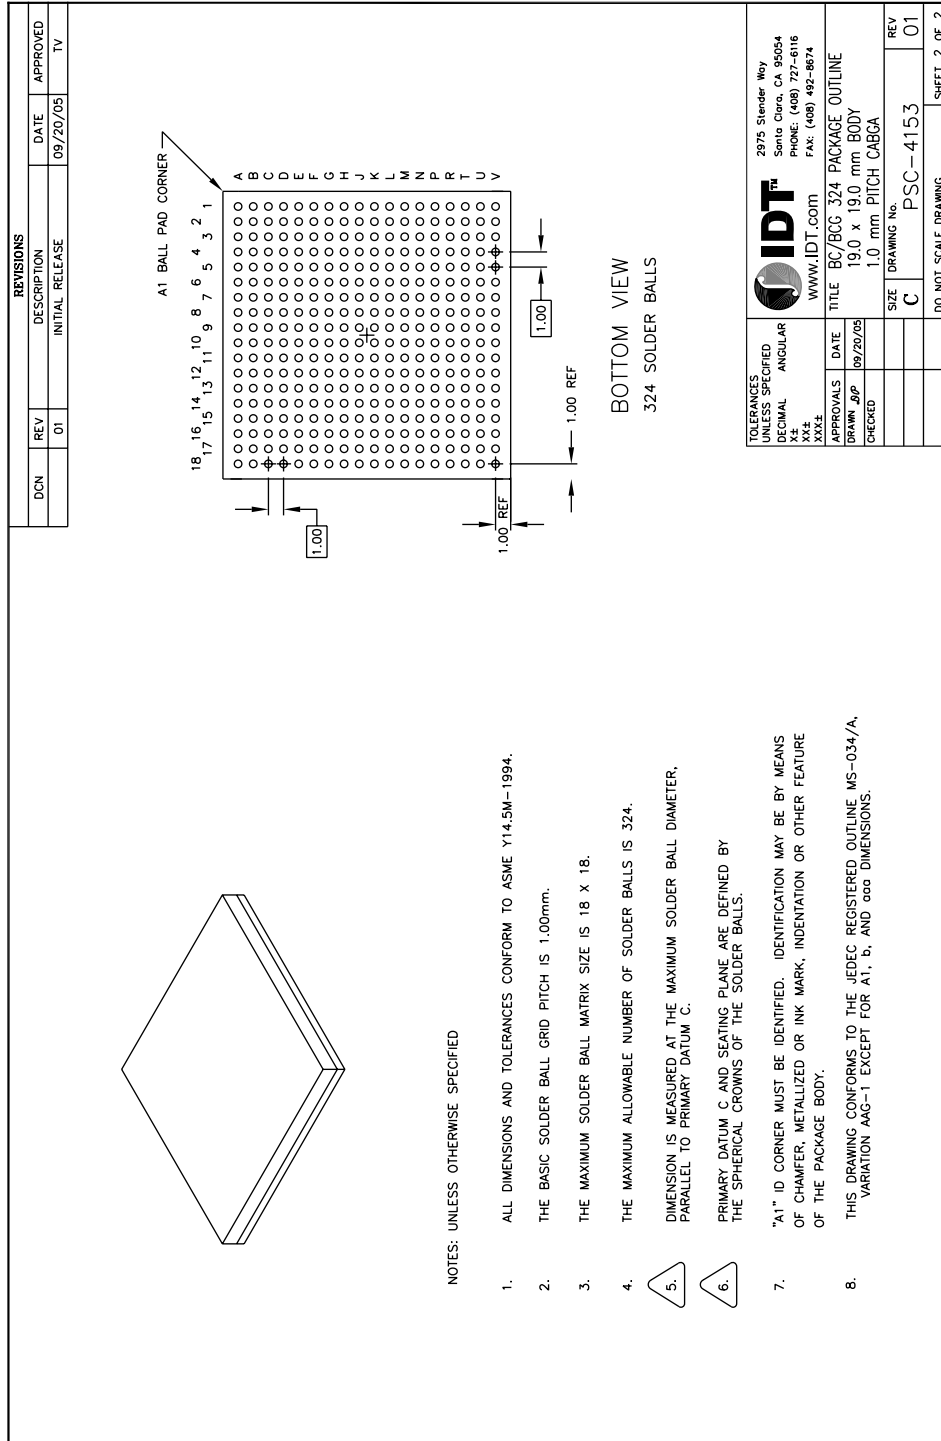 REVISIONS
DCN REV DESCRIPTION DATE APPROVED
01 INITIAL RELEASE 09/20/05 TV
A1 BALL PAD CORNER
18 17 16 15 14 13 12 11 10 9 8 7 6 5 4 3 2 1
A
B
C
D
E
F
G
H
J
K
L
M
N
P
R
T
U
V
1.00
1.00
1.00 REF
1.00 REF
BOTTOM VIEW
324 SOLDER BALLS
NOTES: UNLESS OTHERWISE SPECIFIED
1. ALL DIMENSIONS AND TOLERANCES CONFORM TO ASME Y14.5M-1994.
2. THE BASIC SOLDER BALL GRID PITCH IS 1.00mm.
3. THE MAXIMUM SOLDER BALL MATRIX SIZE IS 18 X 18.
4. THE MAXIMUM ALLOWABLE NUMBER OF SOLDER BALLS IS 324.
5. DIMENSION IS MEASURED AT THE MAXIMUM SOLDER BALL DIAMETER,
PARALLEL TO PRIMARY DATUM C.
6. PRIMARY DATUM C AND SEATING PLANE ARE DEFINED BY
THE SPHERICAL CROWNS OF THE SOLDER BALLS.
7. "A1" ID CORNER MUST BE IDENTIFIED. IDENTIFICATION MAY BE BY MEANS
OF CHAMFER, METALLIZED OR INK MARK, INDENTATION OR OTHER FEATURE
OF THE PACKAGE BODY.
8. THIS DRAWING CONFORMS TO THE JEDEC REGISTERED OUTLINE MS-034/A,
VARIATION AAG-1 EXCEPT FOR A1, b, AND aaa DIMENSIONS.
TOLERANCES
UNLESS SPECIFIED
DECIMAL ANGULAR
X±
XX±
XXX±
APPROVALS DATE
DRAWN 09/20/05
CHECKED
IDT™
www.IDT.com
2975 Stender Way
Santa Clara, CA 95054
PHONE: (408) 727-6116
FAX: (408) 492-8674
TITLE BC/BCG 324 PACKAGE OUTLINE
19.0 x 19.0 mm BODY
1.0 mm PITCH CABGA
SIZE DRAWING No. REV
C PSC-4153 01
DO NOT SCALE DRAWING SHEET 2 OF 2